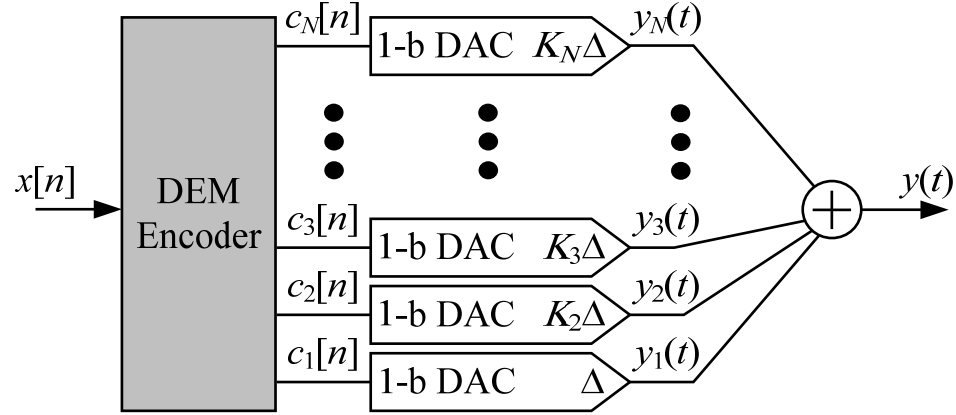 c_N[n] 1-b DAC K_NΔ y_N(t)
x[n] DEM Encoder y(t)
c_3[n] 1-b DAC K_3Δ y_3(t)
c_2[n] 1-b DAC K_2Δ y_2(t)
c_1[n] 1-b DAC Δ y_1(t)